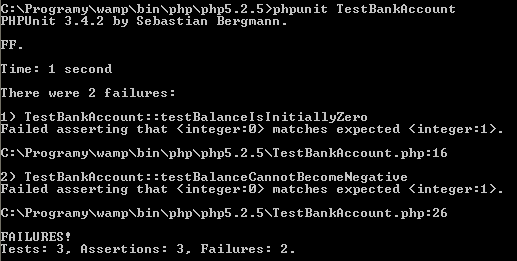 C:\Programy\wamp\bin\php\php5.2.5>phpunit TestBankAccount
PHPUnit 3.4.2 by Sebastian Bergmann.
FF.
Time: 1 second
There were 2 failures:
1) TestBankAccount::testBalanceIsInitiallyZero
Failed asserting that <integer:0> matches expected <integer:1>.
C:\Programy\wamp\bin\php\php5.2.5\TestBankAccount.php:16
2) TestBankAccount::testBalanceCannotBecomeNegative
Failed asserting that <integer:0> matches expected <integer:1>.
C:\Programy\wamp\bin\php\php5.2.5\TestBankAccount.php:26
FAILURES!
Tests: 3, Assertions: 3, Failures: 2.